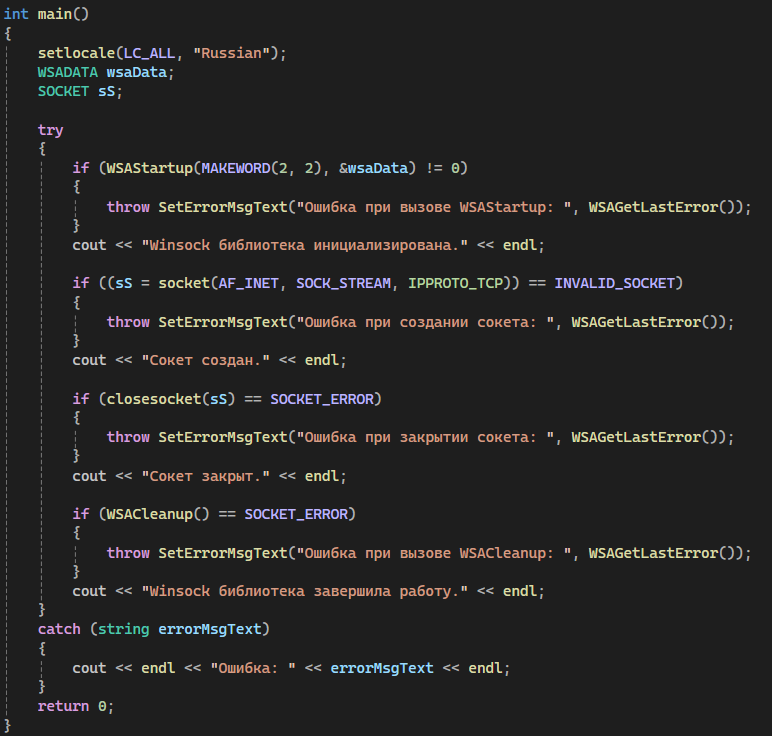 int main()
{
    setlocale(LC_ALL, "Russian");
    WSADATA wsaData;
    SOCKET sS;

    try
    {
        if (WSAStartup(MAKEWORD(2, 2), &wsaData) != 0)
        {
            throw SetErrorMsgText("Ошибка при вызове WSAStartup: ", WSAGetLastError());
        }
        cout << "Winsock библиотека инициализирована." << endl;

        if ((sS = socket(AF_INET, SOCK_STREAM, IPPROTO_TCP)) == INVALID_SOCKET)
        {
            throw SetErrorMsgText("Ошибка при создании сокета: ", WSAGetLastError());
        }
        cout << "Сокет создан." << endl;

        if (closesocket(sS) == SOCKET_ERROR)
        {
            throw SetErrorMsgText("Ошибка при закрытии сокета: ", WSAGetLastError());
        }
        cout << "Сокет закрыт." << endl;

        if (WSACleanup() == SOCKET_ERROR)
        {
            throw SetErrorMsgText("Ошибка при вызове WSACleanup: ", WSAGetLastError());
        }
        cout << "Winsock библиотека завершила работу." << endl;
    }
    catch (string errorMsgText)
    {
        cout << endl << "Ошибка: " << errorMsgText << endl;
    }
    return 0;
}